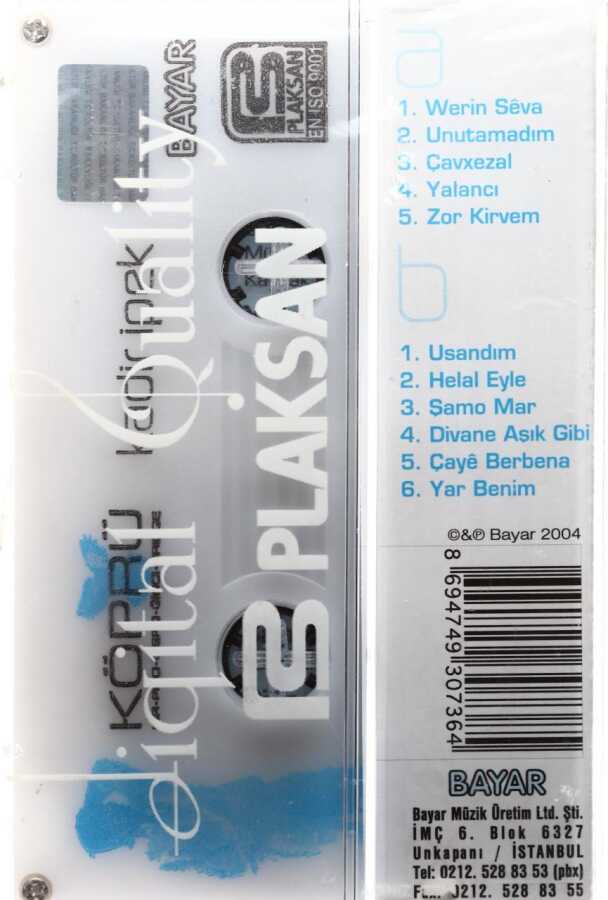 BAYAR
PLAKSAN
EN ISO 9001
kadir ipek
KÖPRÜ
Digital Quality
PLAKSAN
a
1. Werin Sêva
2. Unutamadım
3. Çavxezal
4. Yalancı
5. Zor Kirvem
b
1. Usandım
2. Helal Eyle
3. Şamo Mar
4. Divane Aşık Gibi
5. Çayê Berbena
6. Yar Benim
©&℗ Bayar 2004
8 694749 307364
BAYAR
Bayar Müzik Üretim Ltd. Şti.
İMÇ 6. Blok 6327
Unkapanı / İSTANBUL
Tel: 0212. 528 83 53 (pbx)
Fax: 0212. 528 83 55